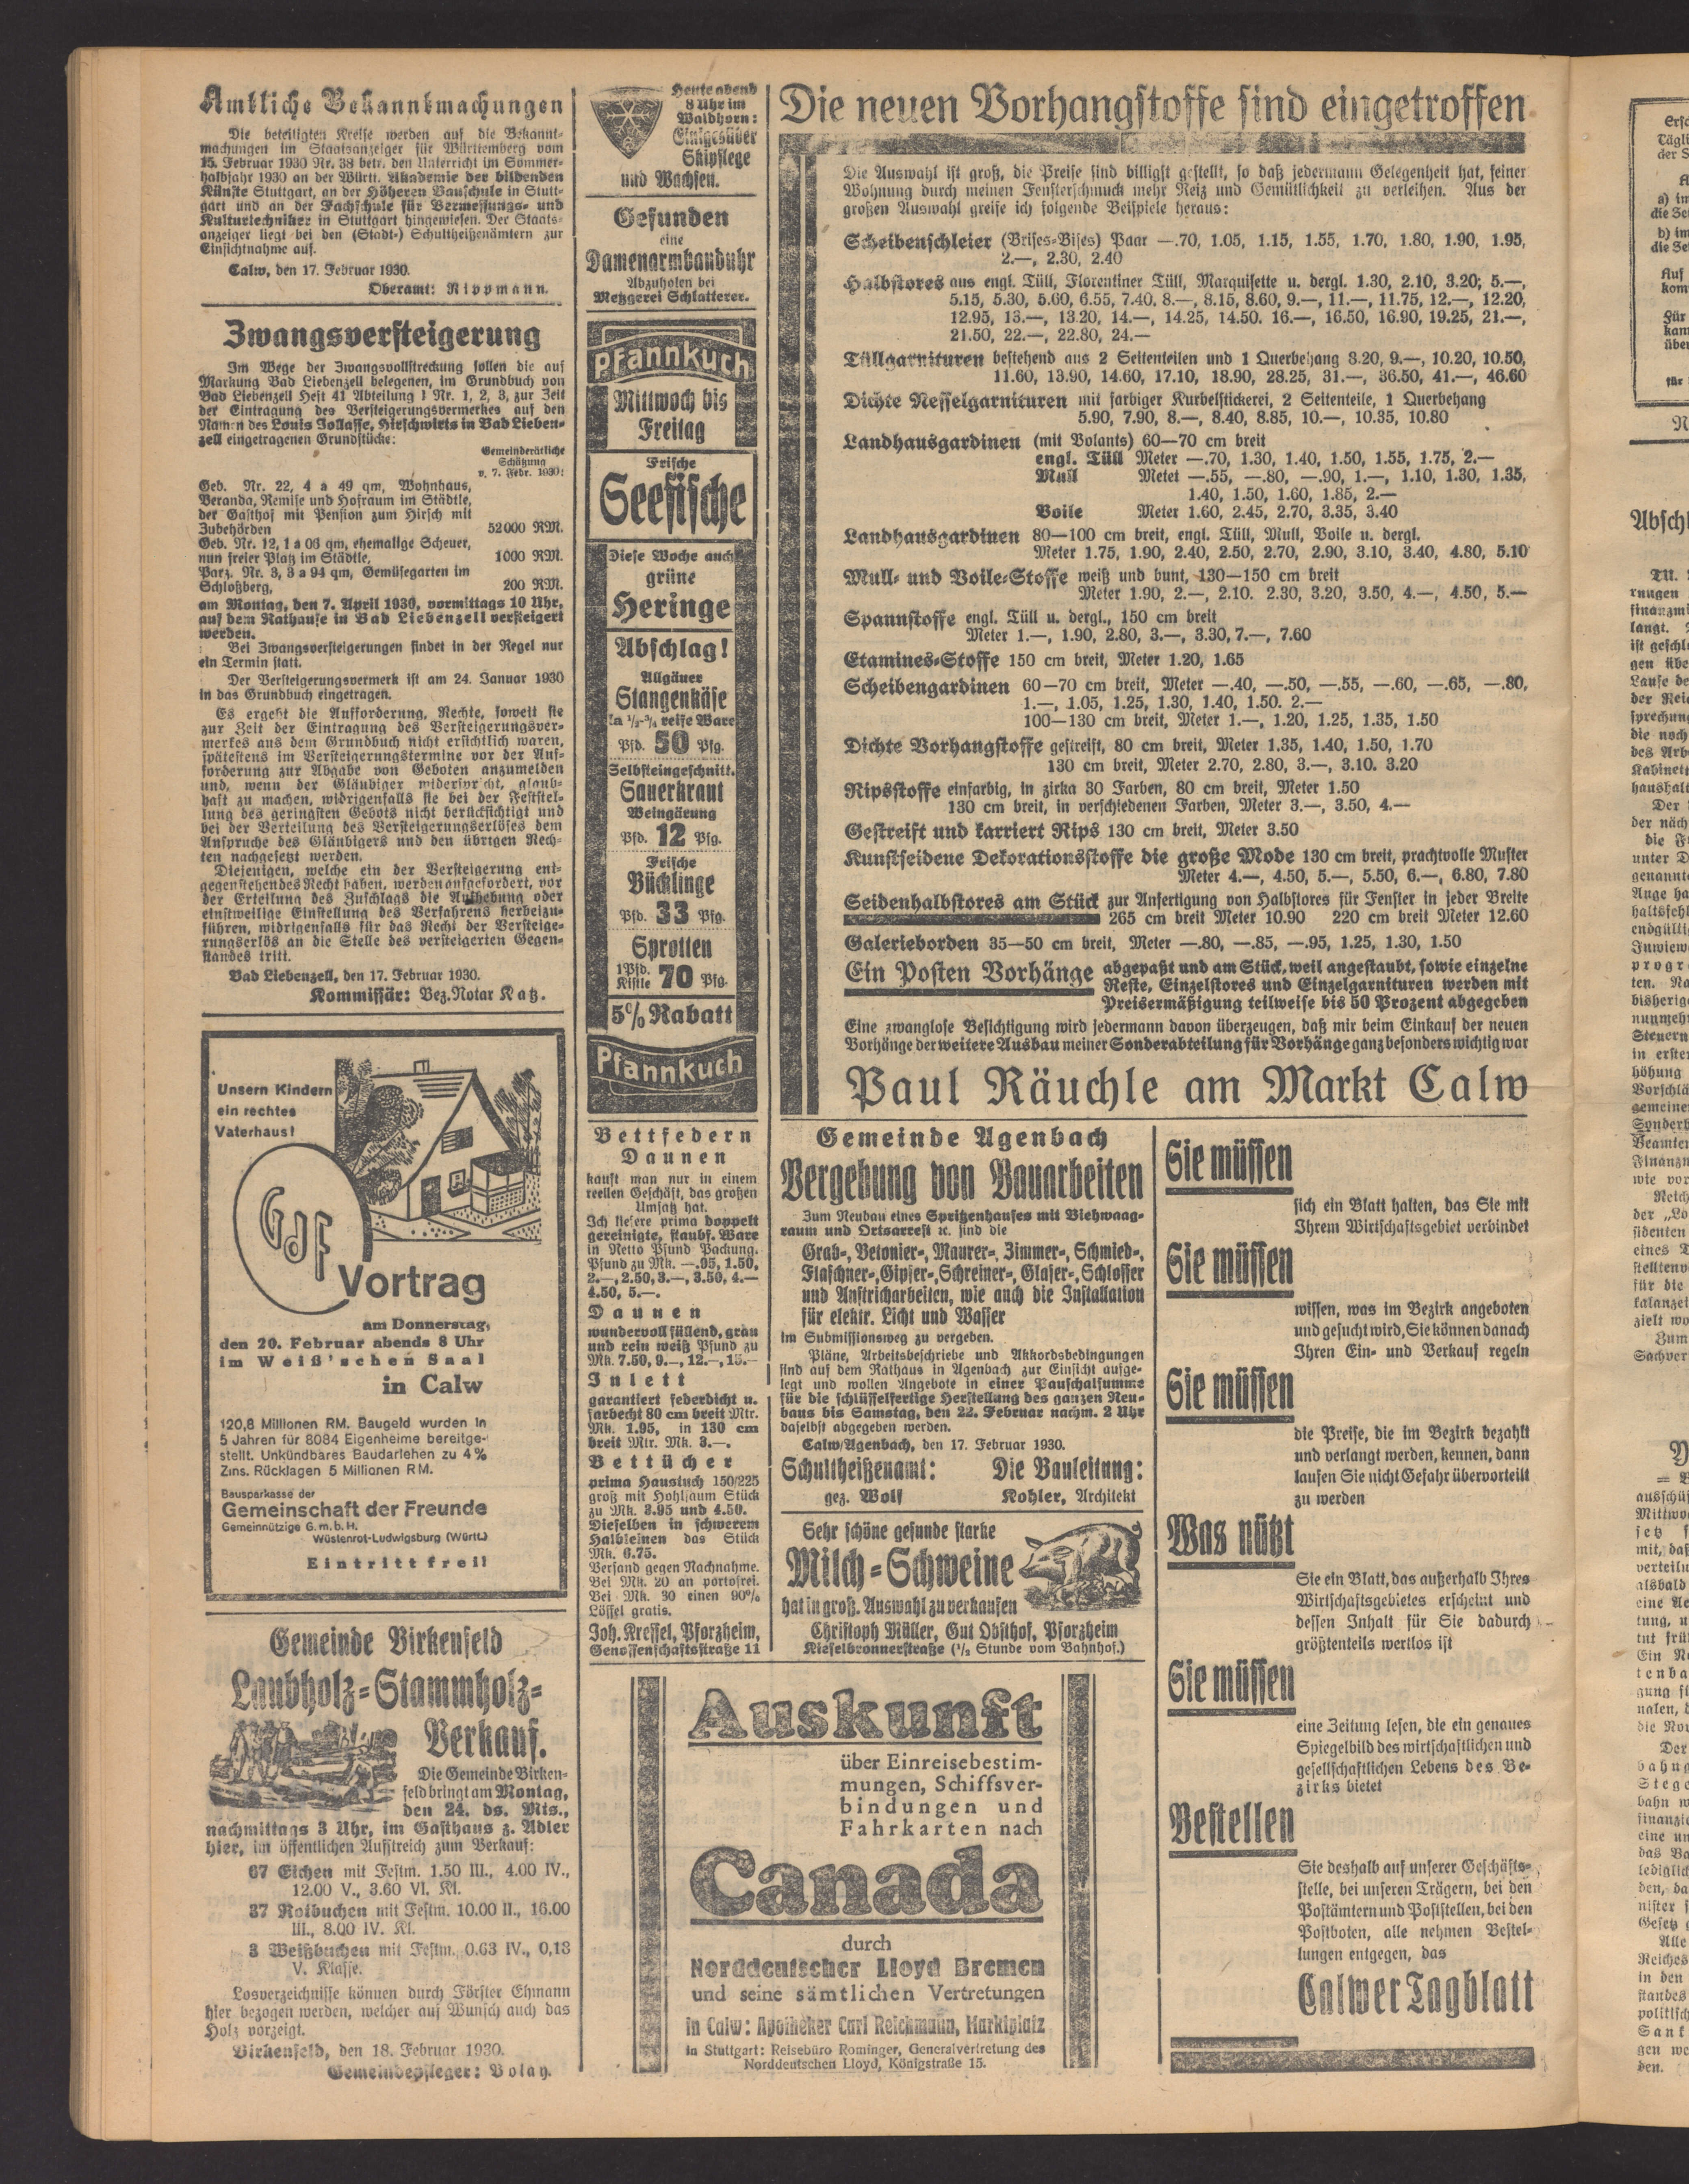 Amtliche Bekanntmachungen
Die beteiligten Kreise werden auf die Bekannt-
machungen im Staatsanzeiger für Württemberg vom
15. Februar 1930 Nr. 38 betr. den Unterricht im Sommer-
halbjahr 1930 an der Württ. Akademie der bildenden
Künste Stuttgart, an der Höheren Bauschule in Stutt-
gart und an der Fachschule für Vermessungs- und
Kulturtechniker in Stuttgart hingewiesen. Der Staats-
anzeiger liegt bei den (Stadt-) Schultheißenämtern zur
Einsichtnahme auf.
Calw, den 17. Februar 1930.
Oberamt: Rippmann.
Zwangsversteigerung
Im Wege der Zwangsvollstreckung sollen die auf
Markung Bad Liebenzell belegenen, im Grundbuch von
Bad Liebenzell Heft 41 Abteilung I Nr. 1, 2, 3, zur Zeit
der Eintragung des Versteigerungsvermerkes auf den
Namen des Louis Jollasse, Hirschwirts in Bad Lieben-
zell eingetragenen Grundstücke:
Gemeinderätliche
Schätzung
v. 7. Febr. 1930:
Geb. Nr. 22, 4 a 49 qm, Wohnhaus,
Veranda, Remise und Hofraum im Städtle,
der Gasthof mit Pension zum Hirsch mit
Zubehörden 52000 RM.
Geb. Nr. 12, 1 a 06 qm, ehemalige Scheuer,
nun freier Platz im Städtle, 1000 RM.
Parz. Nr. 3, 3 a 94 qm, Gemüsegarten im
Schloßberg, 200 RM.
am Montag, den 7. April 1930, vormittags 10 Uhr,
auf dem Rathause in Bad Liebenzell versteigert
werden.
Bei Zwangsversteigerungen findet in der Regel nur
ein Termin statt.
Der Versteigerungsvermerk ist am 24. Januar 1930
in das Grundbuch eingetragen.
Es ergeht die Aufforderung, Rechte, soweit sie
zur Zeit der Eintragung des Versteigerungsver-
merkes aus dem Grundbuch nicht ersichtlich waren,
spätestens im Versteigerungstermine vor der Auf-
forderung zur Abgabe von Geboten anzumelden
und, wenn der Gläubiger widerspricht, glaub-
haft zu machen, widrigenfalls sie bei der Feststel-
lung des geringsten Gebots nicht berücksichtigt und
bei der Verteilung des Versteigerungserlöses dem
Anspruche des Gläubigers und den übrigen Rech-
ten nachgesetzt werden.
Diejenigen, welche ein der Versteigerung ent-
gegenstehendes Recht haben, werden aufgefordert, vor
der Erteilung des Zuschlags die Aufhebung oder
einstweilige Einstellung des Verfahrens herbeizu-
führen, widrigenfalls für das Recht der Versteige-
rungserlös an die Stelle des versteigerten Gegen-
standes tritt.
Bad Liebenzell, den 17. Februar 1930.
Kommissär: Bez.Notar Katz.
Unsern Kindern
ein rechtes
Vaterhaus!
GdF
Vortrag
am Donnerstag,
den 20. Februar abends 8 Uhr
im Weiß'schen Saal
in Calw
120,8 Millionen RM. Baugeld wurden in
5 Jahren für 8084 Eigenheime bereitge-
stellt. Unkündbares Baudarlehen zu 4%
Zins. Rücklagen 5 Millionen RM.
Bausparkasse der
Gemeinschaft der Freunde
Gemeinnützige G. m. b. H.
Wüstenrot-Ludwigsburg (Württ.)
Eintritt frei!
Gemeinde Birkenfeld
Laubholz-Stammholz-
Verkauf.
Die Gemeinde Birken-
feld bringt am Montag,
den 24. ds. Mts.,
nachmittags 3 Uhr, im Gasthaus z. Adler
hier, im öffentlichen Aufstreich zum Verkauf:
67 Eichen mit Festm. 1.50 III., 4.00 IV.,
12.00 V., 3.60 VI. Kl.
37 Rotbuchen mit Festm. 10.00 II., 16.00
III., 8.00 IV. Kl.
3 Weißbuchen mit Festm. 0.63 IV., 0,13
V. Klasse.
Losverzeichnisse können durch Förster Ehmann
hier bezogen werden, welcher auf Wunsch auch das
Holz vorzeigt.
Birkenfeld, den 18. Februar 1930.
Gemeindepfleger: Bolay.
Heute abend
8 Uhr im
Waldhorn:
Einiges über
Skipflege
und Wachsen.
Gefunden
eine
Damenarmbanduhr
Abzuholen bei
Metzgerei Schlatterer.
Pfannkuch
Mittwoch bis
Freitag
Frische
Seefische
Diese Woche auch
grüne
Heringe
Abschlag!
Allgäuer
Stangenkäse
la ½-¾ reife Ware
Pfd. 50 Pfg.
Selbsteingeschnitt.
Sauerkraut
Weingärung
Pfd. 12 Pfg.
Frische
Bücklinge
Pfd. 33 Pfg.
Sprotten
1 Pfd. Kistle 70 Pfg.
5% Rabatt
Pfannkuch
Bettfedern
Daunen
kauft man nur in einem
reellen Geschäft, das großen
Umsatz hat.
Ich liefere prima doppelt
gereinigte, staubf. Ware
in Netto Pfund Packung.
Pfund zu Mk. —.95, 1.50,
2.—, 2.50, 3.—, 3.50, 4.—
4.50, 5.—.
Daunen
wundervoll füllend, grau
und rein weiß Pfund zu
Mk. 7.50, 9.—, 12.—, 15.—
Inlett
garantiert federdicht u.
farbecht 80 cm breit Mtr.
Mk. 1.95, in 130 cm
breit Mtr. Mk. 3.—.
Bettücher
prima Haustuch 150/225
groß mit Hohlsaum Stück
zu Mk. 3.95 und 4.50.
Dieselben in schwerem
Halbleinen das Stück
Mk. 6.75.
Versand gegen Nachnahme.
Bei Mk. 20 an portofrei.
Bei Mk. 30 einen 90%
Löffel gratis.
Joh. Kressel, Pforzheim,
Genossenschaftsstraße 11
Die neuen Vorhangstoffe sind eingetroffen
Die Auswahl ist groß, die Preise sind billigst gestellt, so daß jedermann Gelegenheit hat, seiner
Wohnung durch meinen Fensterschmuck mehr Reiz und Gemütlichkeit zu verleihen. Aus der
großen Auswahl greife ich folgende Beispiele heraus:
Scheibenschleier (Brises-Bises) Paar —.70, 1.05, 1.15, 1.55, 1.70, 1.80, 1.90, 1.95,
2.—, 2.30, 2.40
Halbstores aus engl. Tüll, Florentiner Tüll, Marquisette u. dergl. 1.30, 2.10, 3.20; 5.—,
5.15, 5.30, 5.60, 6.55, 7.40, 8.—, 8.15, 8.60, 9.—, 11.—, 11.75, 12.—, 12.20,
12.95, 13.—, 13.20, 14.—, 14.25, 14.50. 16.—, 16.50, 16.90, 19.25, 21.—,
21.50, 22.—, 22.80, 24.—
Tüllgarnituren bestehend aus 2 Seitenteilen und 1 Querbehang 8.20, 9.—, 10.20, 10.50,
11.60, 13.90, 14.60, 17.10, 18.90, 28.25, 31.—, 36.50, 41.—, 46.60
Dichte Nesselgarnituren mit farbiger Kurbelstickerei, 2 Seitenteile, 1 Querbehang
5.90, 7.90, 8.—, 8.40, 8.85, 10.—, 10.35, 10.80
Landhausgardinen (mit Volants) 60—70 cm breit
engl. Tüll Meter —.70, 1.30, 1.40, 1.50, 1.55, 1.75, 2.—
Mull Metet —.55, —.80, —.90, 1.—, 1.10, 1.30, 1.35,
1.40, 1.50, 1.60, 1.85, 2.—
Voile Meter 1.60, 2.45, 2.70, 3.35, 3.40
Landhausgardinen 80—100 cm breit, engl. Tüll, Mull, Voile u. dergl.
Meter 1.75, 1.90, 2.40, 2.50, 2.70, 2.90, 3.10, 3.40, 4.80, 5.10
Mull- und Voile-Stoffe weiß und bunt, 130—150 cm breit
Meter 1.90, 2.—, 2.10. 2.30, 3.20, 3.50, 4.—, 4.50, 5.—
Spannstoffe engl. Tüll u. dergl., 150 cm breit
Meter 1.—, 1.90, 2.80, 3.—, 3.30, 7.—, 7.60
Etamines-Stoffe 150 cm breit, Meter 1.20, 1.65
Scheibengardinen 60—70 cm breit, Meter —.40, —.50, —.55, —.60, —.65, —.80,
1.—, 1.05, 1.25, 1.30, 1.40, 1.50. 2.—
100—130 cm breit, Meter 1.—, 1.20, 1.25, 1.35, 1.50
Dichte Vorhangstoffe gestreift, 80 cm breit, Meter 1.35, 1.40, 1.50, 1.70
130 cm breit, Meter 2.70, 2.80, 3.—, 3.10. 3.20
Ripsstoffe einfarbig, in zirka 30 Farben, 80 cm breit, Meter 1.50
130 cm breit, in verschiedenen Farben, Meter 3.—, 3.50, 4.—
Gestreift und karriert Rips 130 cm breit, Meter 3.50
Kunstseidene Dekorationsstoffe die große Mode 130 cm breit, prachtvolle Muster
Meter 4.—, 4.50, 5.—, 5.50, 6.—, 6.80, 7.80
Seidenhalbstores am Stück zur Anfertigung von Halbstores für Fenster in jeder Breite
265 cm breit Meter 10.90 220 cm breit Meter 12.60
Galerieborden 35—50 cm breit, Meter —.80, —.85, —.95, 1.25, 1.30, 1.50
Ein Posten Vorhänge abgepaßt und am Stück, weil angestaubt, sowie einzelne
Reste, Einzelstores und Einzelgarnituren werden mit
Preisermäßigung teilweise bis 50 Prozent abgegeben
Eine zwanglose Besichtigung wird jedermann davon überzeugen, daß mir beim Einkauf der neuen
Vorhänge der weitere Ausbau meiner Sonderabteilung für Vorhänge ganz besonders wichtig war
Paul Räuchle am Markt Calw
Gemeinde Agenbach
Vergebung von Bauarbeiten
Zum Neubau eines Spritzenhauses mit Viehwaag-
raum und Ortsarrest sc. sind die
Grab-, Betonier-, Maurer-, Zimmer-, Schmied-,
Flaschner-, Gipser-, Schreiner-, Glaser-, Schlosser
und Anstricharbeiten, wie auch die Installation
für elektr. Licht und Wasser
im Submissionsweg zu vergeben.
Pläne, Arbeitsbeschriebe und Akkordsbedingungen
sind auf dem Rathaus in Agenbach zur Einsicht aufge-
legt und wollen Angebote in einer Pauschalsumme
für die schlüsselfertige Herstellung des ganzen Neu-
baus bis Samstag, den 22. Februar nachm. 2 Uhr
daselbst abgegeben werden.
Calw/Agenbach, den 17. Februar 1930.
Schultheißenamt: Die Bauleitung:
gez. Wolf Kohler, Architekt
Sehr schöne gesunde starke
Milch-Schweine
hat in groß. Auswahl zu verkaufen
Christoph Müller, Gut Obsthof, Pforzheim
Kieselbronnerstraße (½ Stunde vom Bahnhof.)
Auskunft
über Einreisebestim-
mungen, Schiffsver-
bindungen und
Fahrkarten nach
Canada
durch
Norddeutscher Lloyd Bremen
und seine sämtlichen Vertretungen
in Calw: Apotheker Carl Reichmann, Marktplatz
in Stuttgart: Reisebüro Rominger, Generalvertretung des
Norddeutschen Lloyd, Königstraße 15.
Sie müssen
sich ein Blatt halten, das Sie mit
Ihrem Wirtschaftsgebiet verbindet
Sie müssen
wissen, was im Bezirk angeboten
und gesucht wird, Sie können danach
Ihren Ein- und Verkauf regeln
Sie müssen
die Preise, die im Bezirk bezahlt
und verlangt werden, kennen, dann
laufen Sie nicht Gefahr übervorteilt
zu werden
Was nützt
Sie ein Blatt, das außerhalb Ihres
Wirtschaftsgebietes erscheint und
dessen Inhalt für Sie dadurch
größtenteils wertlos ist
Sie müssen
eine Zeitung lesen, die ein genaues
Spiegelbild des wirtschaftlichen und
gesellschaftlichen Lebens des Be-
zirks bietet
Bestellen
Sie deshalb auf unserer Geschäfts-
stelle, bei unseren Trägern, bei den
Postämtern und Poststellen, bei den
Postboten, alle nehmen Bestel-
lungen entgegen, das
Calwer Tagblatt